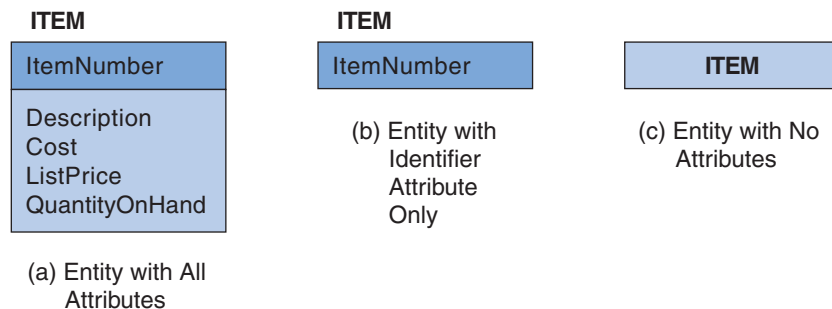 ITEM
ItemNumber
Description
Cost
ListPrice
QuantityOnHand
(a) Entity with All
Attributes
ITEM
ItemNumber
(b) Entity with
Identifier
Attribute
Only
ITEM
(c) Entity with No
Attributes